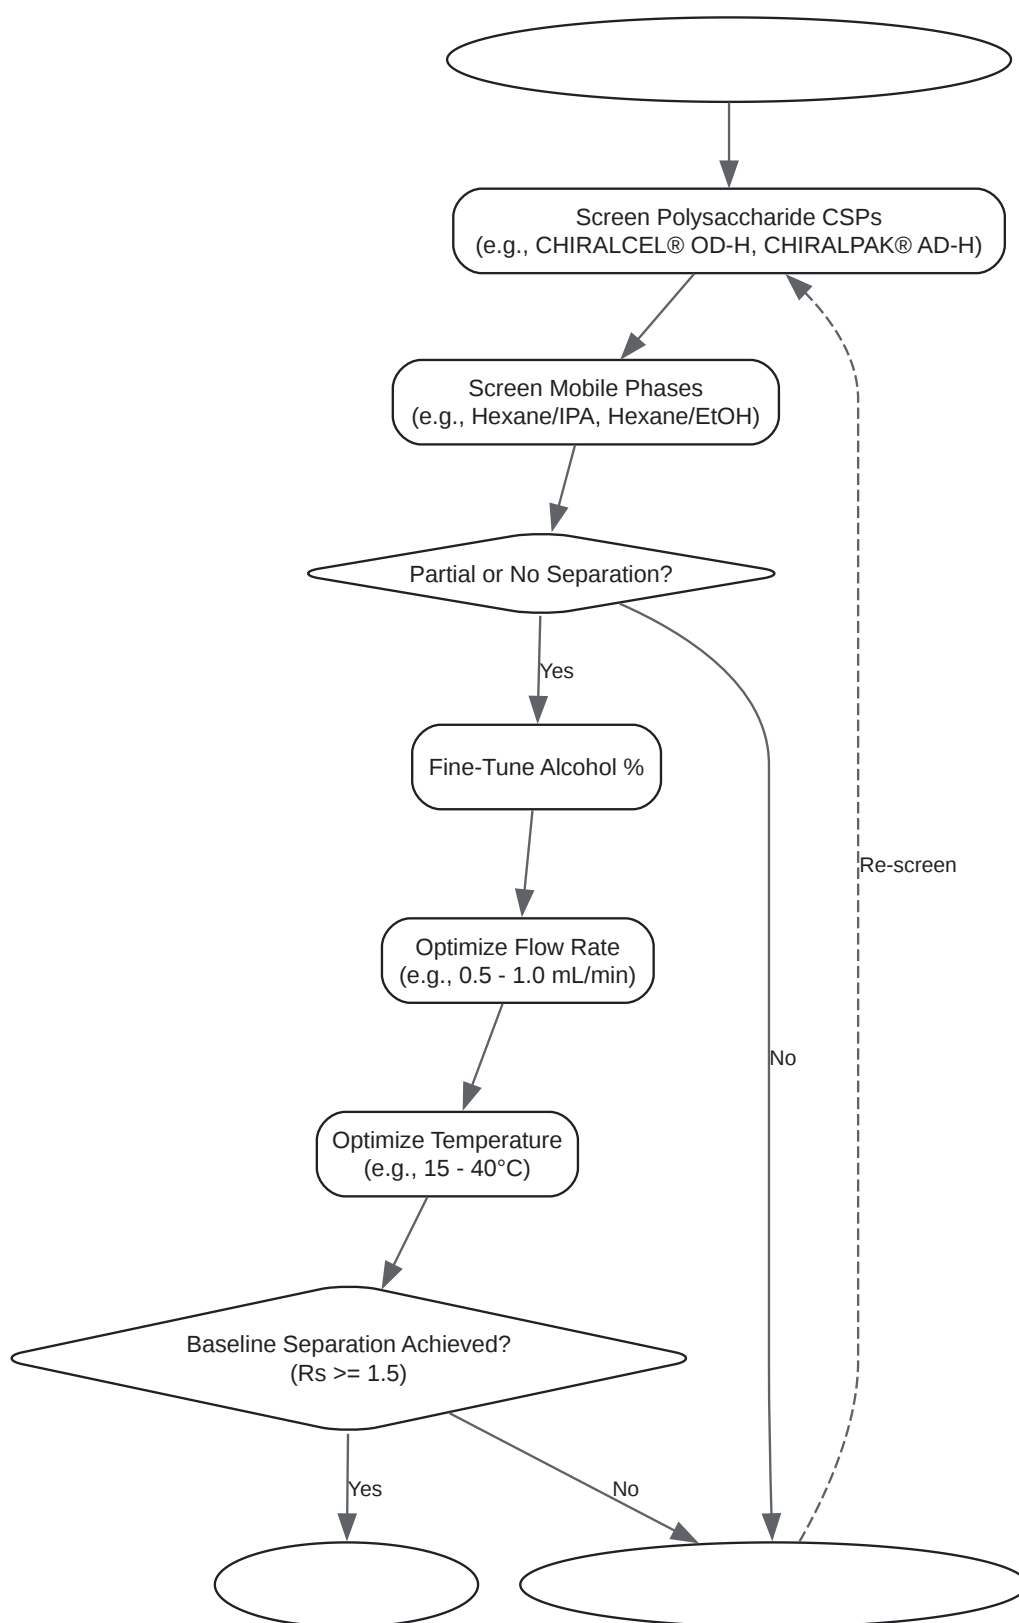 Screen Polysaccharide CSPs
(e.g., CHIRALCEL® OD-H, CHIRALPAK® AD-H)
Screen Mobile Phases
(e.g., Hexane/IPA, Hexane/EtOH)
Partial or No Separation?
Yes
Fine-Tune Alcohol %
Re-screen
Optimize Flow Rate
(e.g., 0.5 - 1.0 mL/min)
No
Optimize Temperature
(e.g., 15 - 40°C)
Baseline Separation Achieved?
(Rs >= 1.5)
Yes
No